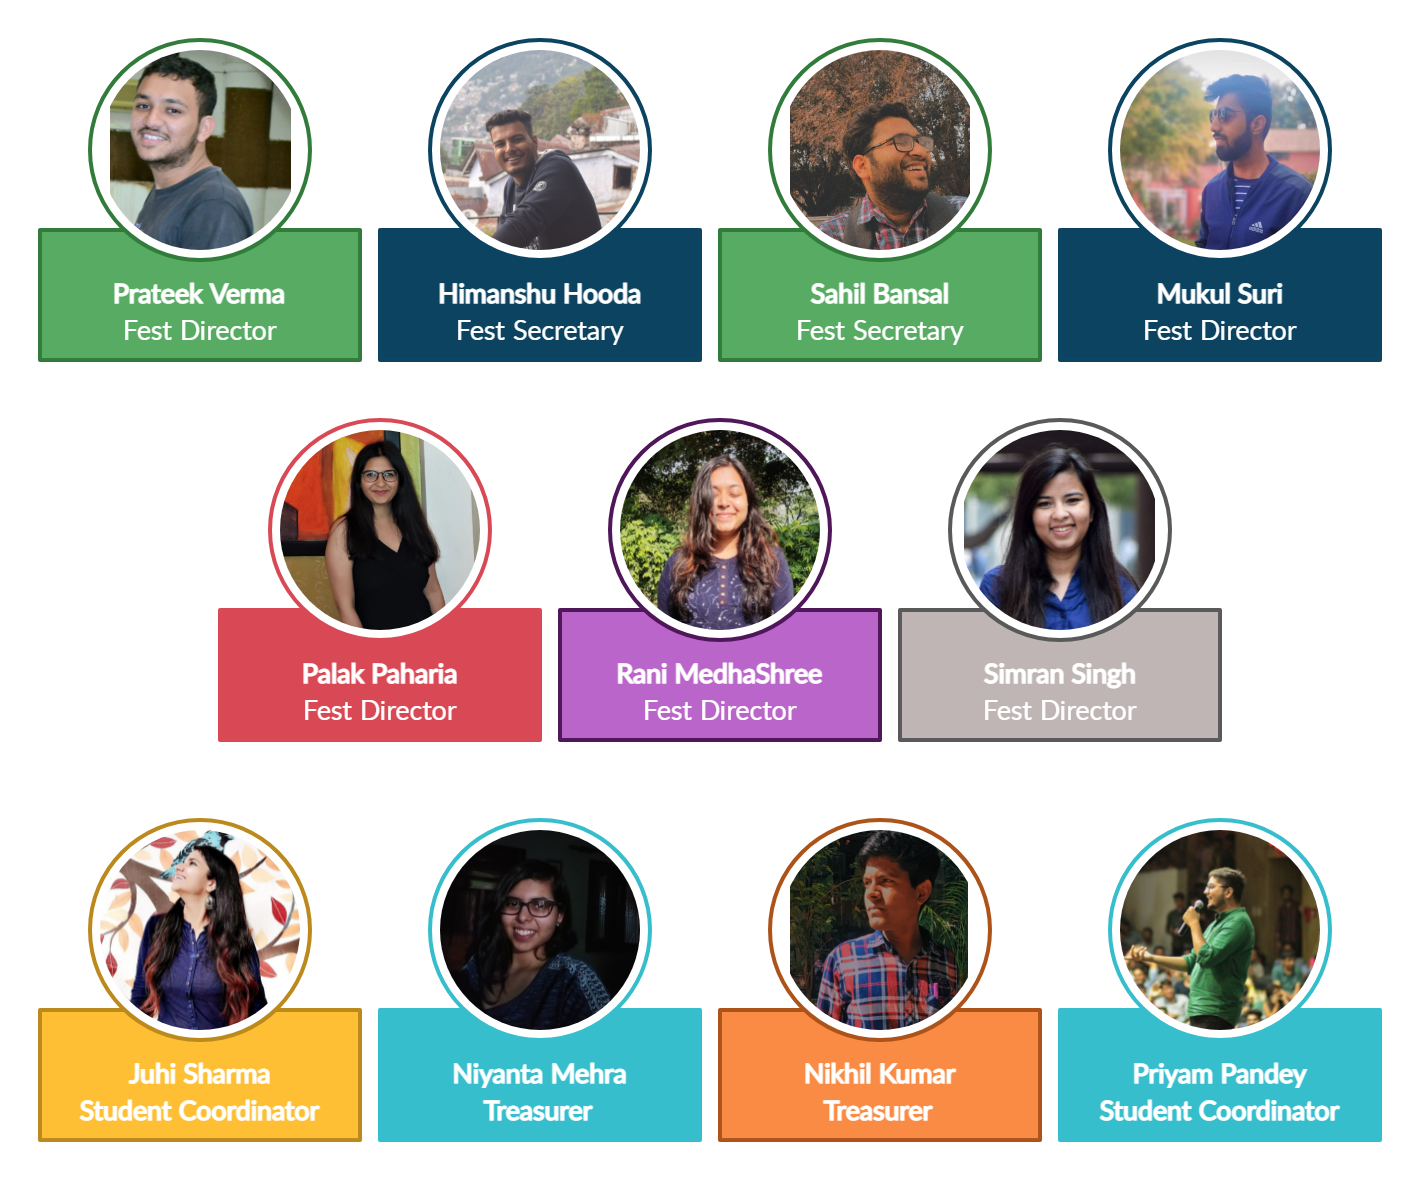 Prateek Verma
Fest Director
Himanshu Hooda
Fest Secretary
Sahil Bansal
Fest Secretary
Mukul Suri
Fest Director
Palak Paharia
Fest Director
Rani MedhaShree
Fest Director
Simran Singh
Fest Director
Juhi Sharma
Student Coordinator
Niyanta Mehra
Treasurer
Nikhil Kumar
Treasurer
Priyam Pandey
Student Coordinator